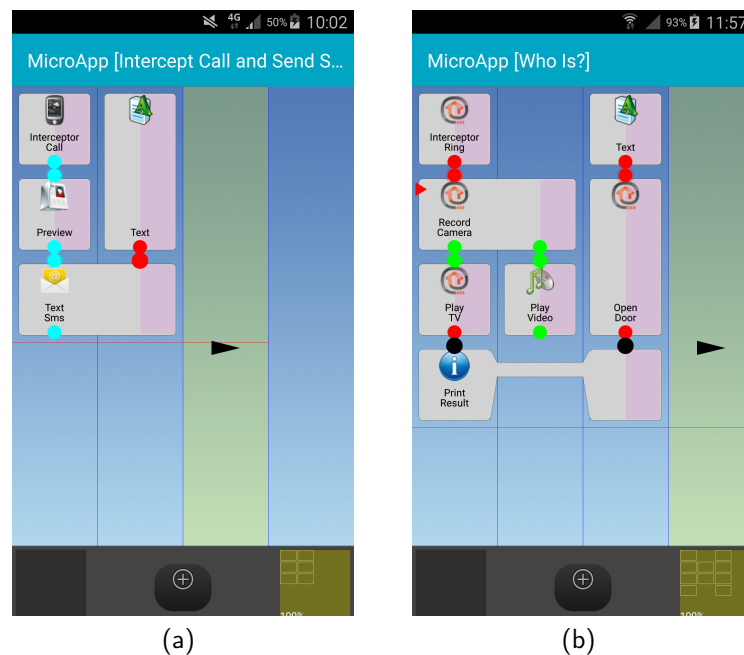 4G 50% 10:02
MicroApp [Intercept Call and Send S...
Interceptor
Call
Preview
Text
Text
Sms
100%
(a)
93% 11:57
MicroApp [Who Is?]
Interceptor
Ring
Text
Record
Camera
Play
TV
Play
Video
Open
Door
Print
Result
100%
(b)